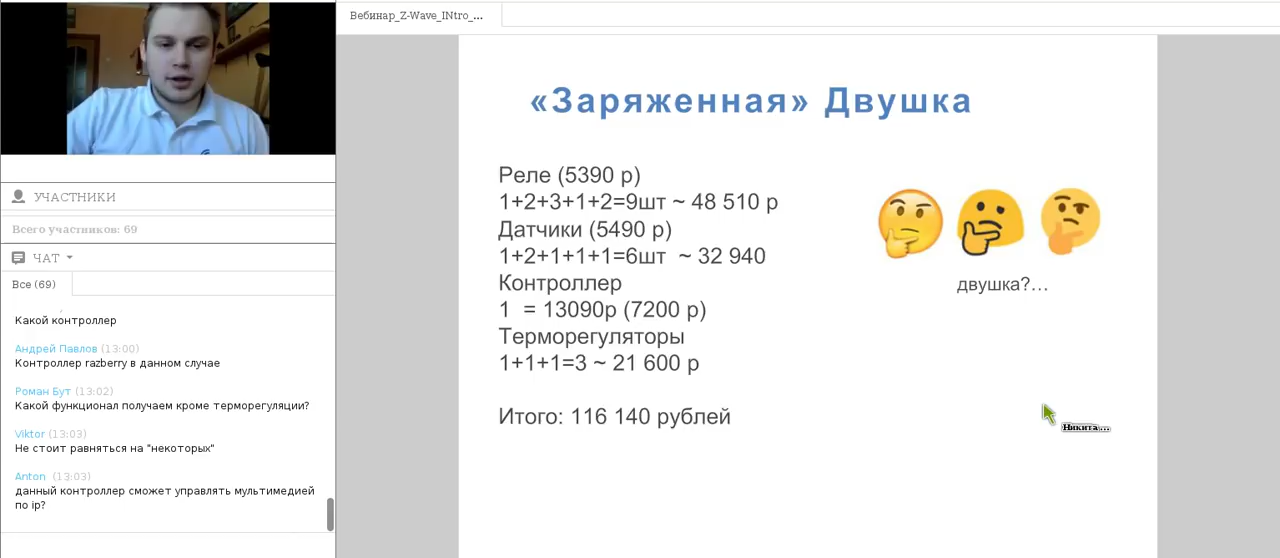 Вебинар_Z-Wave_INtro_...
УЧАСТНИКИ
Всего участников: 69
ЧАТ
Все (69)
Какой контроллер
Андрей Павлов (13:00)
Контроллер razberry в данном случае
Роман Бут (13:02)
Какой функционал получаем кроме терморегуляции?
Viktor (13:03)
Не стоит равняться на "некоторых"
Anton (13:03)
данный контроллер сможет управлять мультимедией
по ip?
«Заряженная» Двушка
Реле (5390 р)
1+2+3+1+2=9шт ~ 48 510 р
Датчики (5490 р)
1+2+1+1+1=6шт ~ 32 940
Контроллер
1 = 13090р (7200 р)
Терморегуляторы
1+1+1=3 ~ 21 600 р
Итого: 116 140 рублей
двушка?...
Никита...